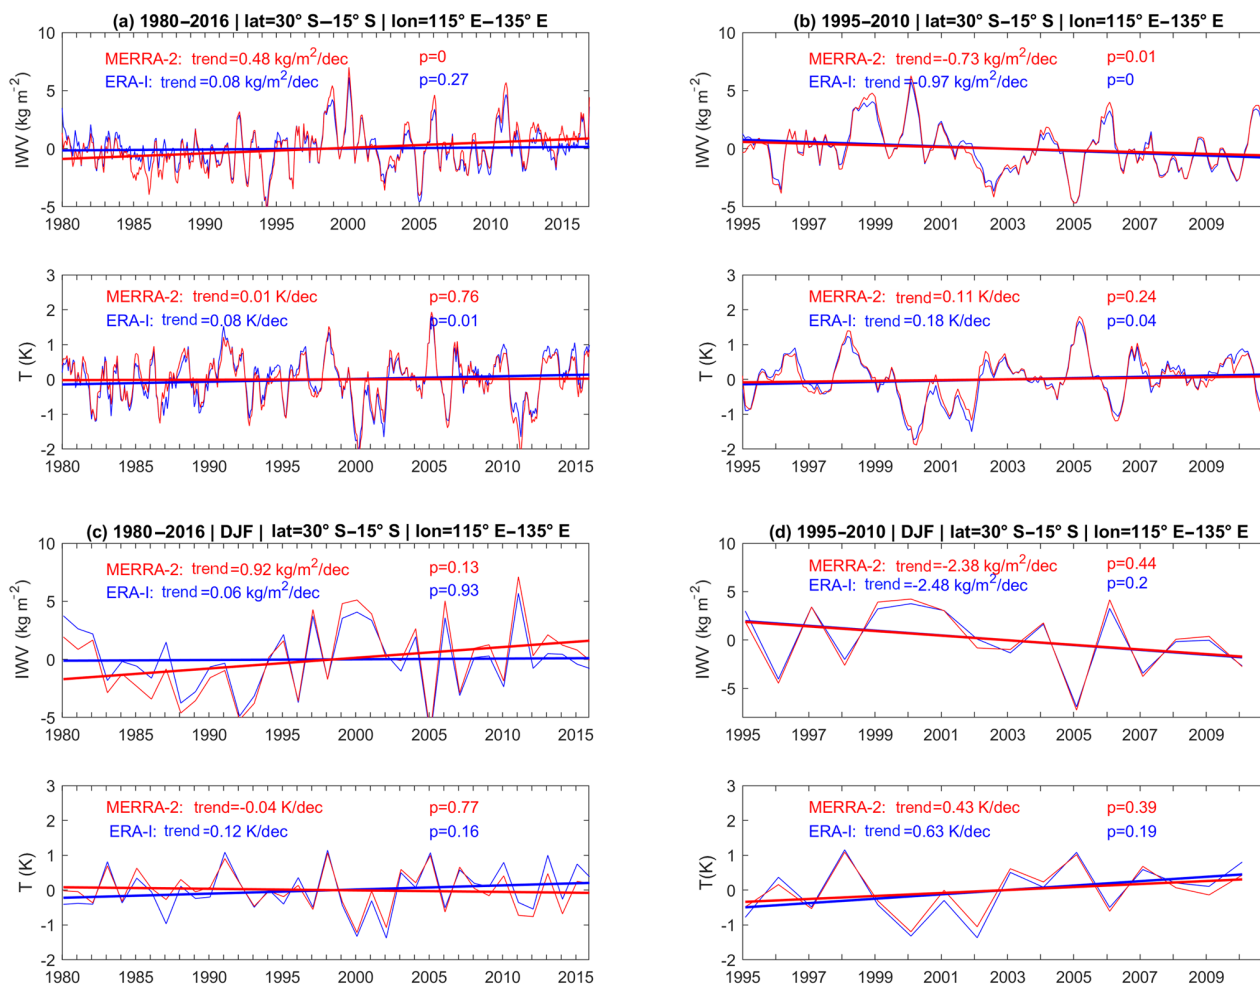 (a) 1980–2016 | lat=30° S–15° S | lon=115° E–135° E
10
5
0
-5
IWV (kg m-2)
MERRA-2: trend=0.48 kg/m2/dec p=0
ERA-I: trend=0.08 kg/m2/dec p=0.27
1980 1985 1990 1995 2000 2005 2010 2015
3
2
1
0
-1
-2
T (K)
MERRA-2: trend=0.01 K/dec p=0.76
ERA-I: trend=0.08 K/dec p=0.01
1980 1985 1990 1995 2000 2005 2010 2015
(b) 1995–2010 | lat=30° S–15° S | lon=115° E–135° E
10
5
0
-5
IWV (kg m-2)
MERRA-2: trend=-0.73 kg/m2/dec p=0.01
ERA-I: trend=-0.97 kg/m2/dec p=0
1995 1997 1999 2001 2003 2005 2007 2009
3
2
1
0
-1
-2
T (K)
MERRA-2: trend=0.11 K/dec p=0.24
ERA-I: trend=0.18 K/dec p=0.04
1995 1997 1999 2001 2003 2005 2007 2009
(c) 1980–2016 | DJF | lat=30° S–15° S | lon=115° E–135° E
10
5
0
-5
IWV (kg m-2)
MERRA-2: trend=0.92 kg/m2/dec p=0.13
ERA-I: trend=0.06 kg/m2/dec p=0.93
1980 1985 1990 1995 2000 2005 2010 2015
3
2
1
0
-1
-2
T (K)
MERRA-2: trend=-0.04 K/dec p=0.77
ERA-I: trend=0.12 K/dec p=0.16
1980 1985 1990 1995 2000 2005 2010 2015
(d) 1995–2010 | DJF | lat=30° S–15° S | lon=115° E–135° E
10
5
0
-5
IWV (kg m-2)
MERRA-2: trend=-2.38 kg/m2/dec p=0.44
ERA-I: trend=-2.48 kg/m2/dec p=0.2
1995 1997 1999 2001 2003 2005 2007 2009
3
2
1
0
-1
-2
T(K)
MERRA-2: trend=0.43 K/dec p=0.39
ERA-I: trend=0.63 K/dec p=0.19
1995 1997 1999 2001 2003 2005 2007 2009